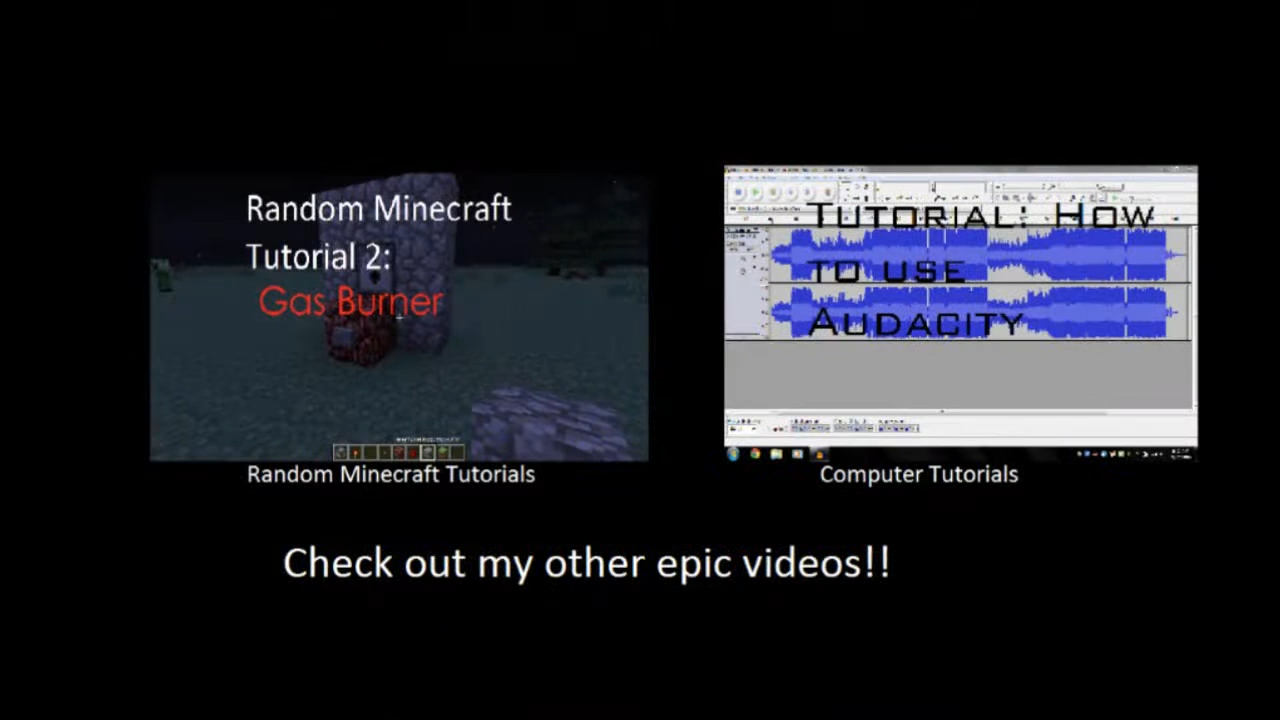 Random Minecraft
Tutorial 2:
Gas Burner
Random Minecraft Tutorials
Tutorial: How
to use
Audacity
Computer Tutorials
Check out my other epic videos!!